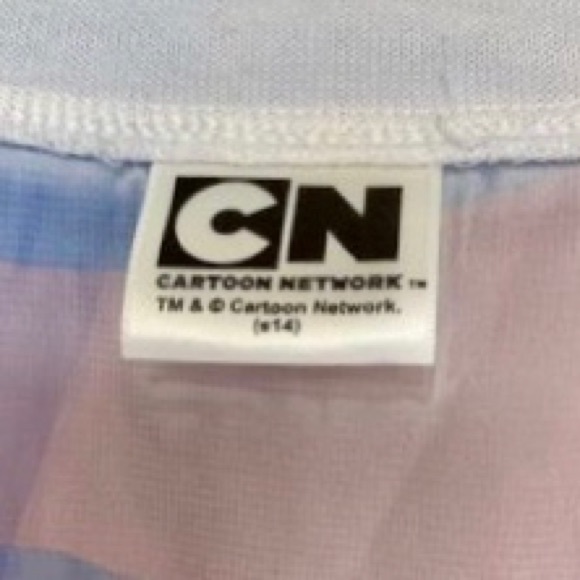 CN
CARTOON NETWORK ™
TM & © Cartoon Network.
(s14)